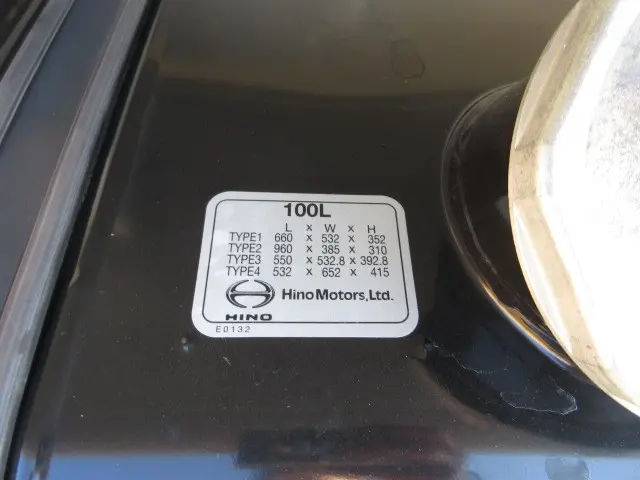 100L
L x W x H
TYPE1 660 x 532 x 352
TYPE2 960 x 385 x 310
TYPE3 550 x 532.8 x 392.8
TYPE4 532 x 652 x 415
Hino Motors, Ltd.
HINO
E0132